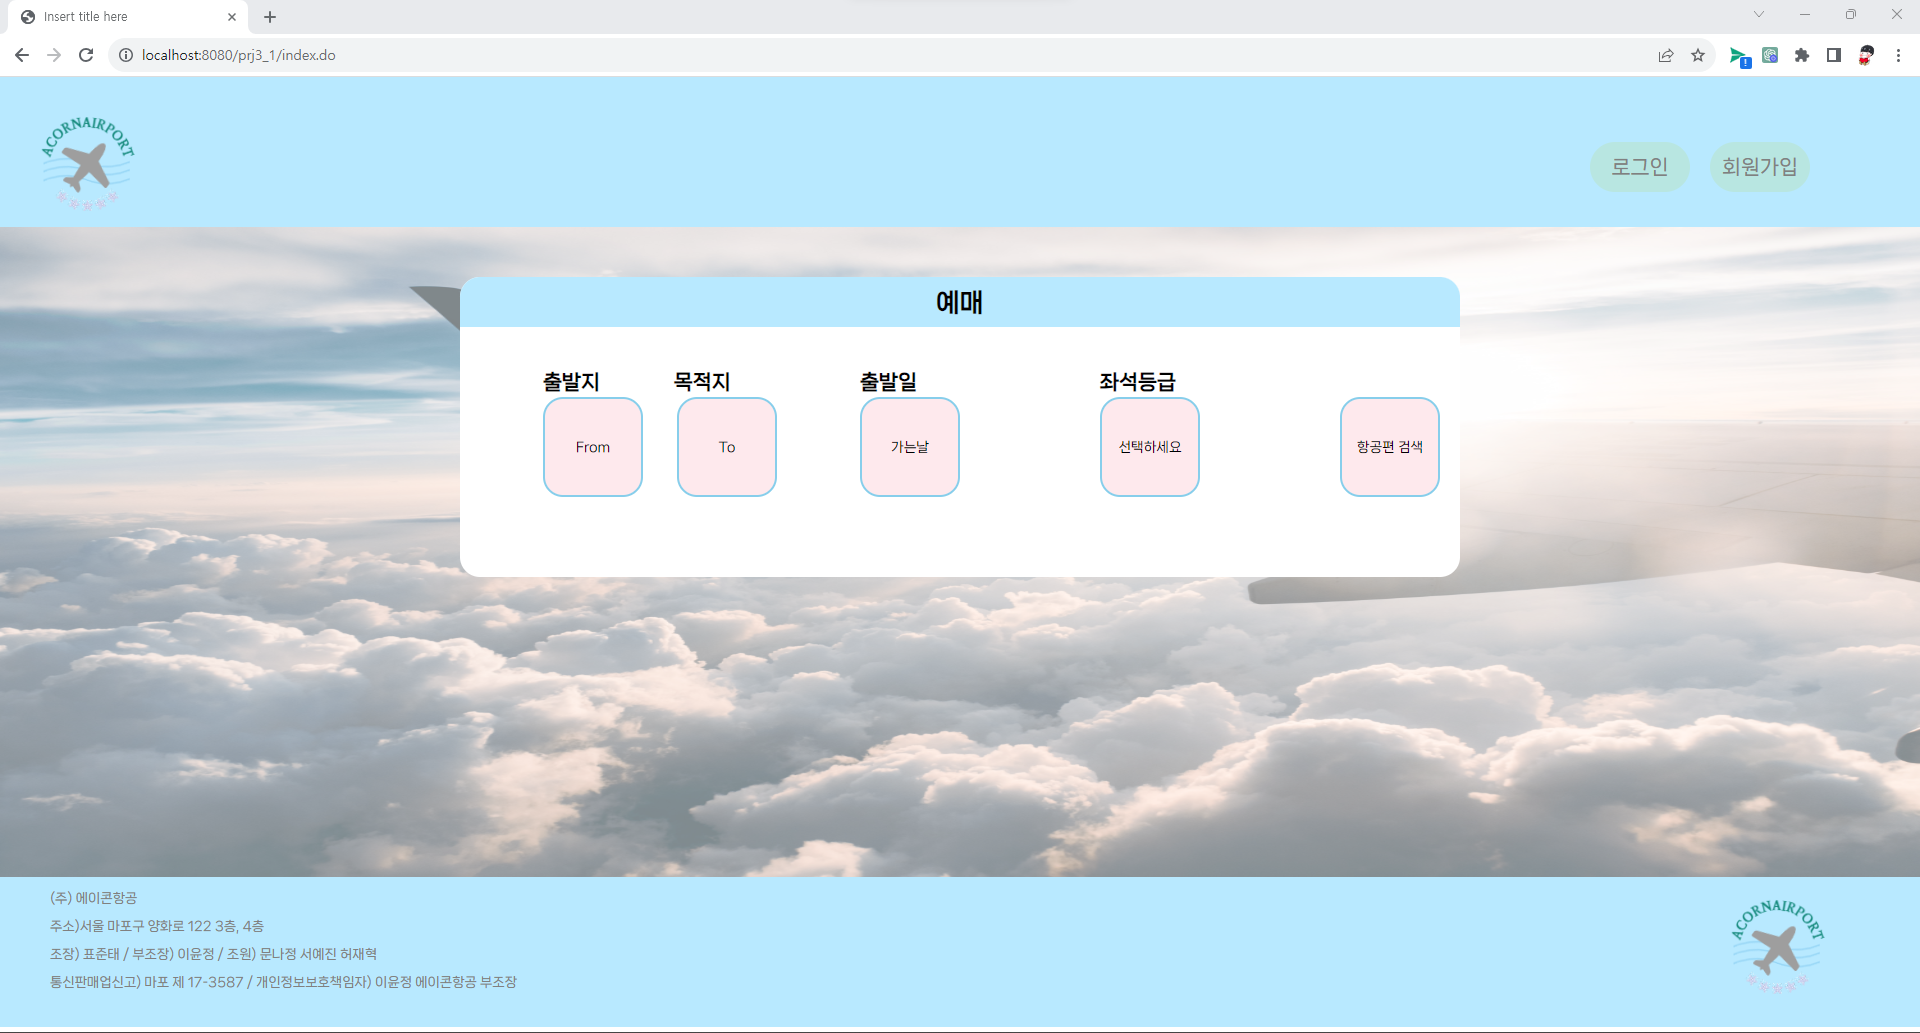 Insert title here
localhost:8080/prj3_1/index.do
ACORNAIRPORT
로그인 회원가입
예매
출발지 목적지 출발일 좌석등급
From To 가는날 선택하세요 항공편 검색
(주) 에이콘항공
주소)서울 마포구 양화로 122 3층, 4층
조장) 표준태 / 부조장) 이윤정 / 조원) 문나정 서예진 허재혁
통신판매업신고) 마포 제 17-3587 / 개인정보보호책임자) 이윤정 에이콘항공 부조장
ACORNAIRPORT